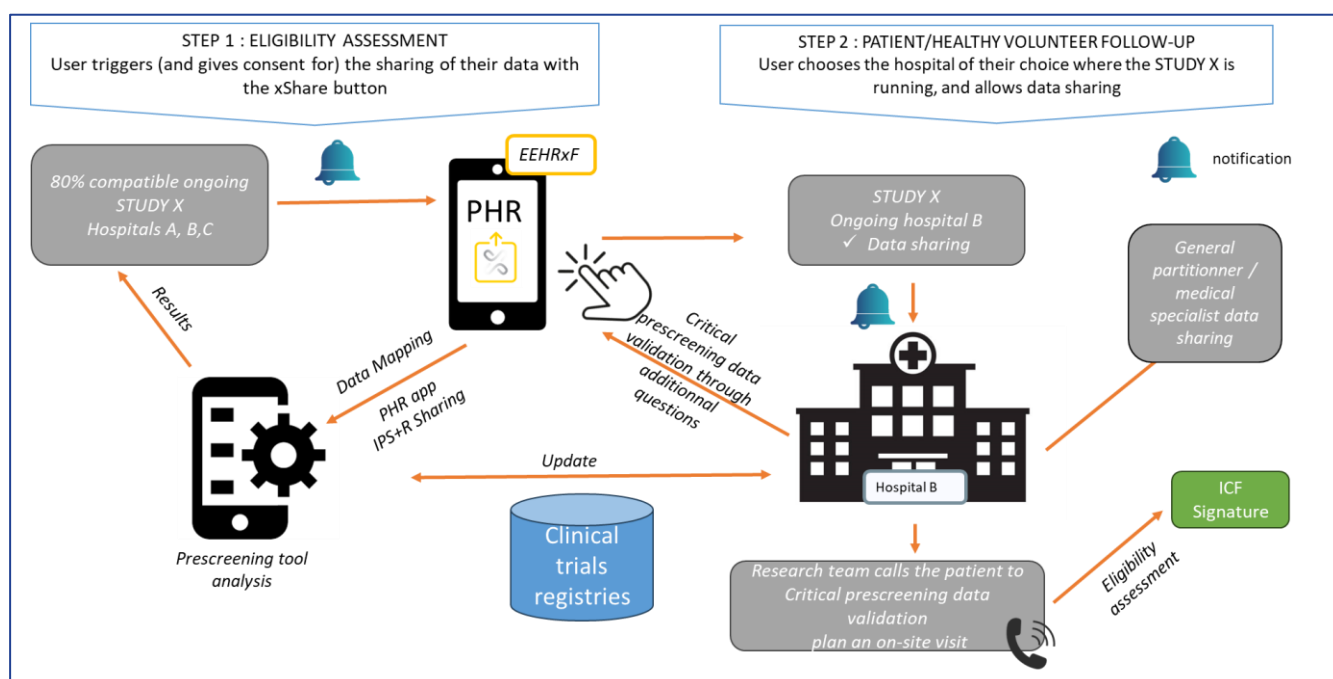 STEP 1 : ELIGIBILITY ASSESSMENT
User triggers (and gives consent for) the sharing of their data with
the xShare button
STEP 2 : PATIENT/HEALTHY VOLUNTEER FOLLOW-UP
User chooses the hospital of their choice where the STUDY X is
running, and allows data sharing
80% compatible ongoing
STUDY X
Hospitals A, B,C
EEHRxF
PHR
STUDY X
Ongoing hospital B
✓ Data sharing
notification
General
partitionner /
medical
specialist data
sharing
Results
Data Mapping
PHR app
IPS+R Sharing
Critical
prescreening data
validation through
additionnal
questions
Update
Hospital B
Prescreening tool
analysis
Clinical
trials
registries
Research team calls the patient to
Critical prescreening data
validation
plan an on-site visit
Eligibility
assessment
ICF
Signature